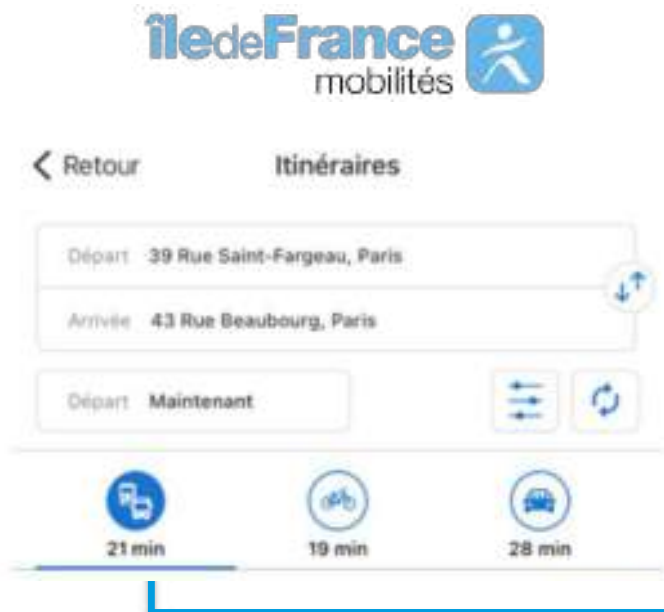 îledeFrance
mobilités
Retour Itinéraires
Départ 39 Rue Saint-Fargeau, Paris
Arrivée 43 Rue Beaubourg, Paris
Départ Maintenant
21 min 19 min 28 min